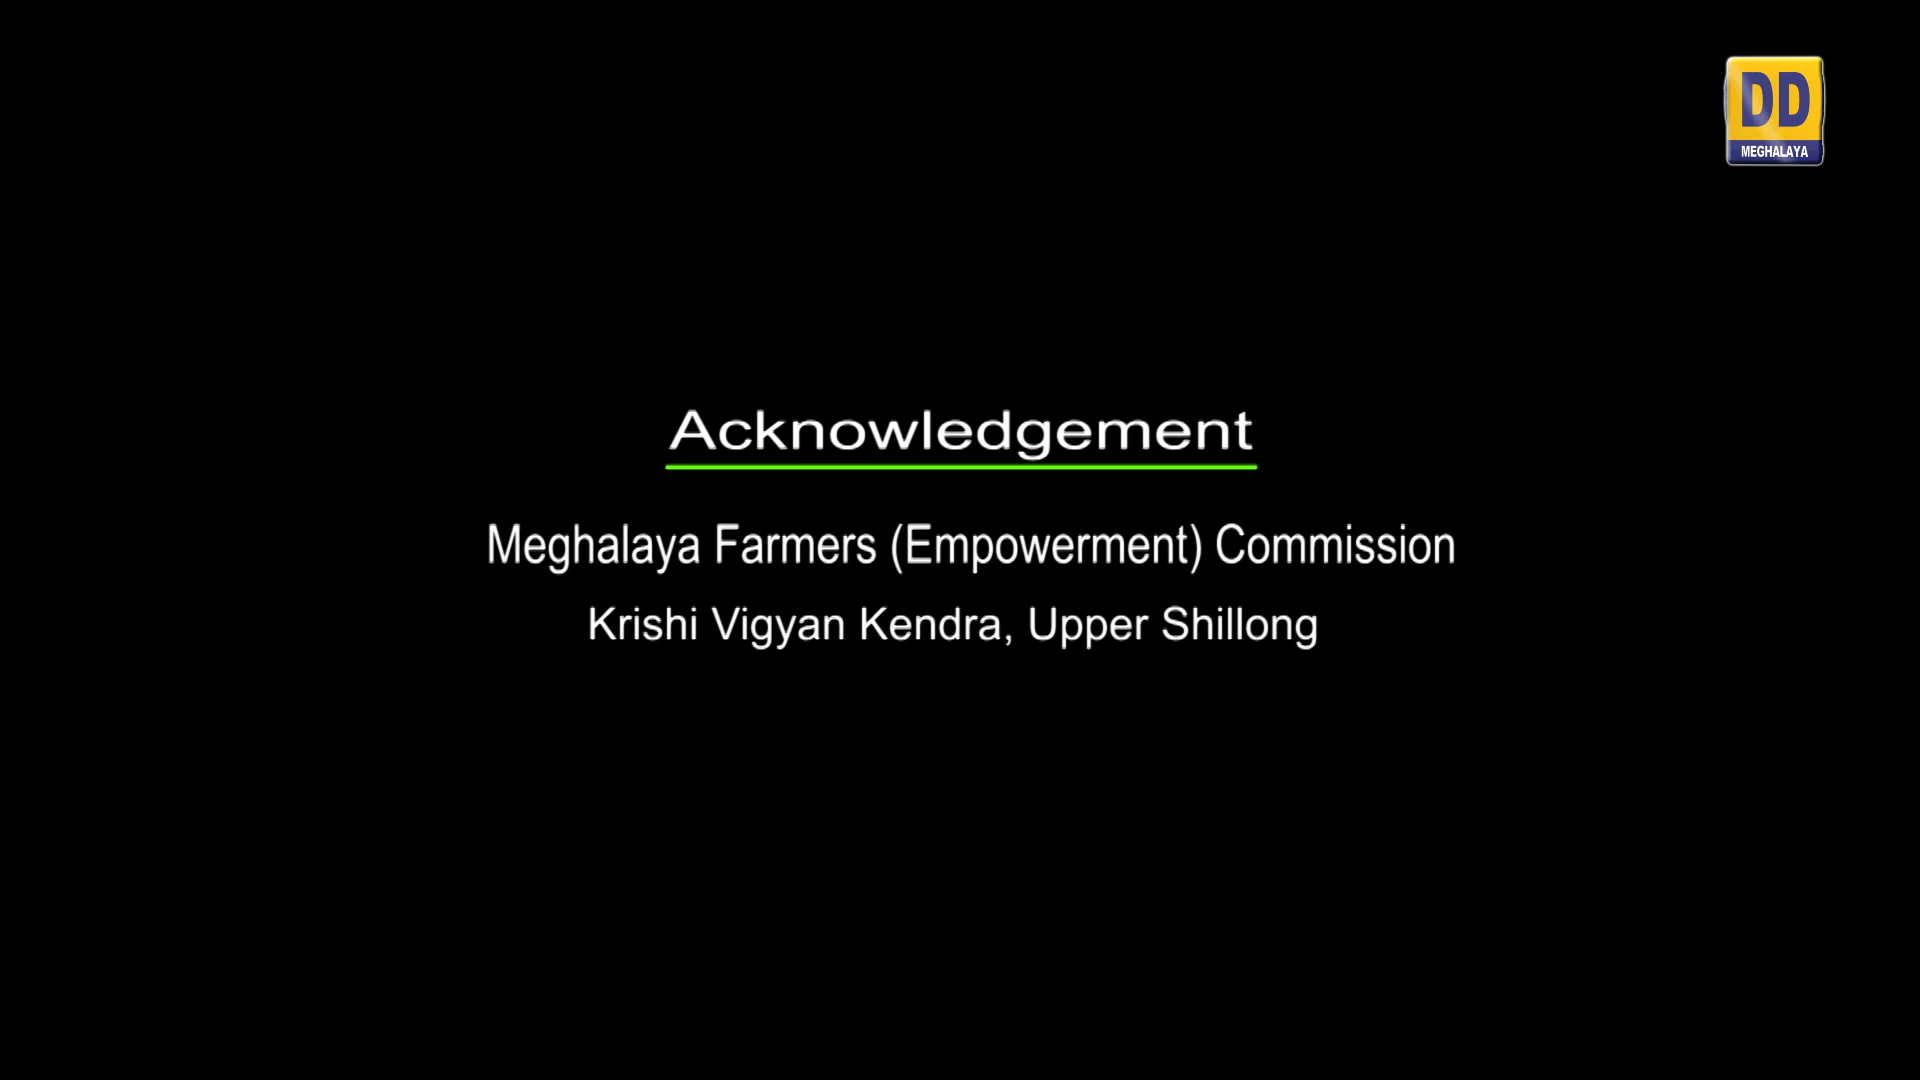 DD
MEGHALAYA
Acknowledgement
Meghalaya Farmers (Empowerment) Commission
Krishi Vigyan Kendra, Upper Shillong